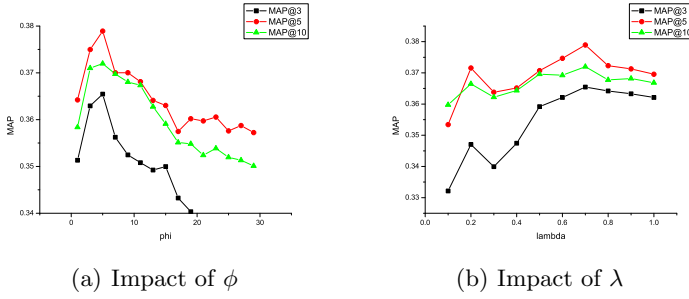 MAP@3
MAP@5
MAP@10
0.38
0.37
0.36
0.35
0.34
MAP
0
10
20
30
phi
(a) Impact of ϕ
MAP@3
MAP@5
MAP@10
0.38
0.37
0.36
0.35
0.34
0.33
MAP
0.0
0.2
0.4
0.6
0.8
1.0
lambda
(b) Impact of λ